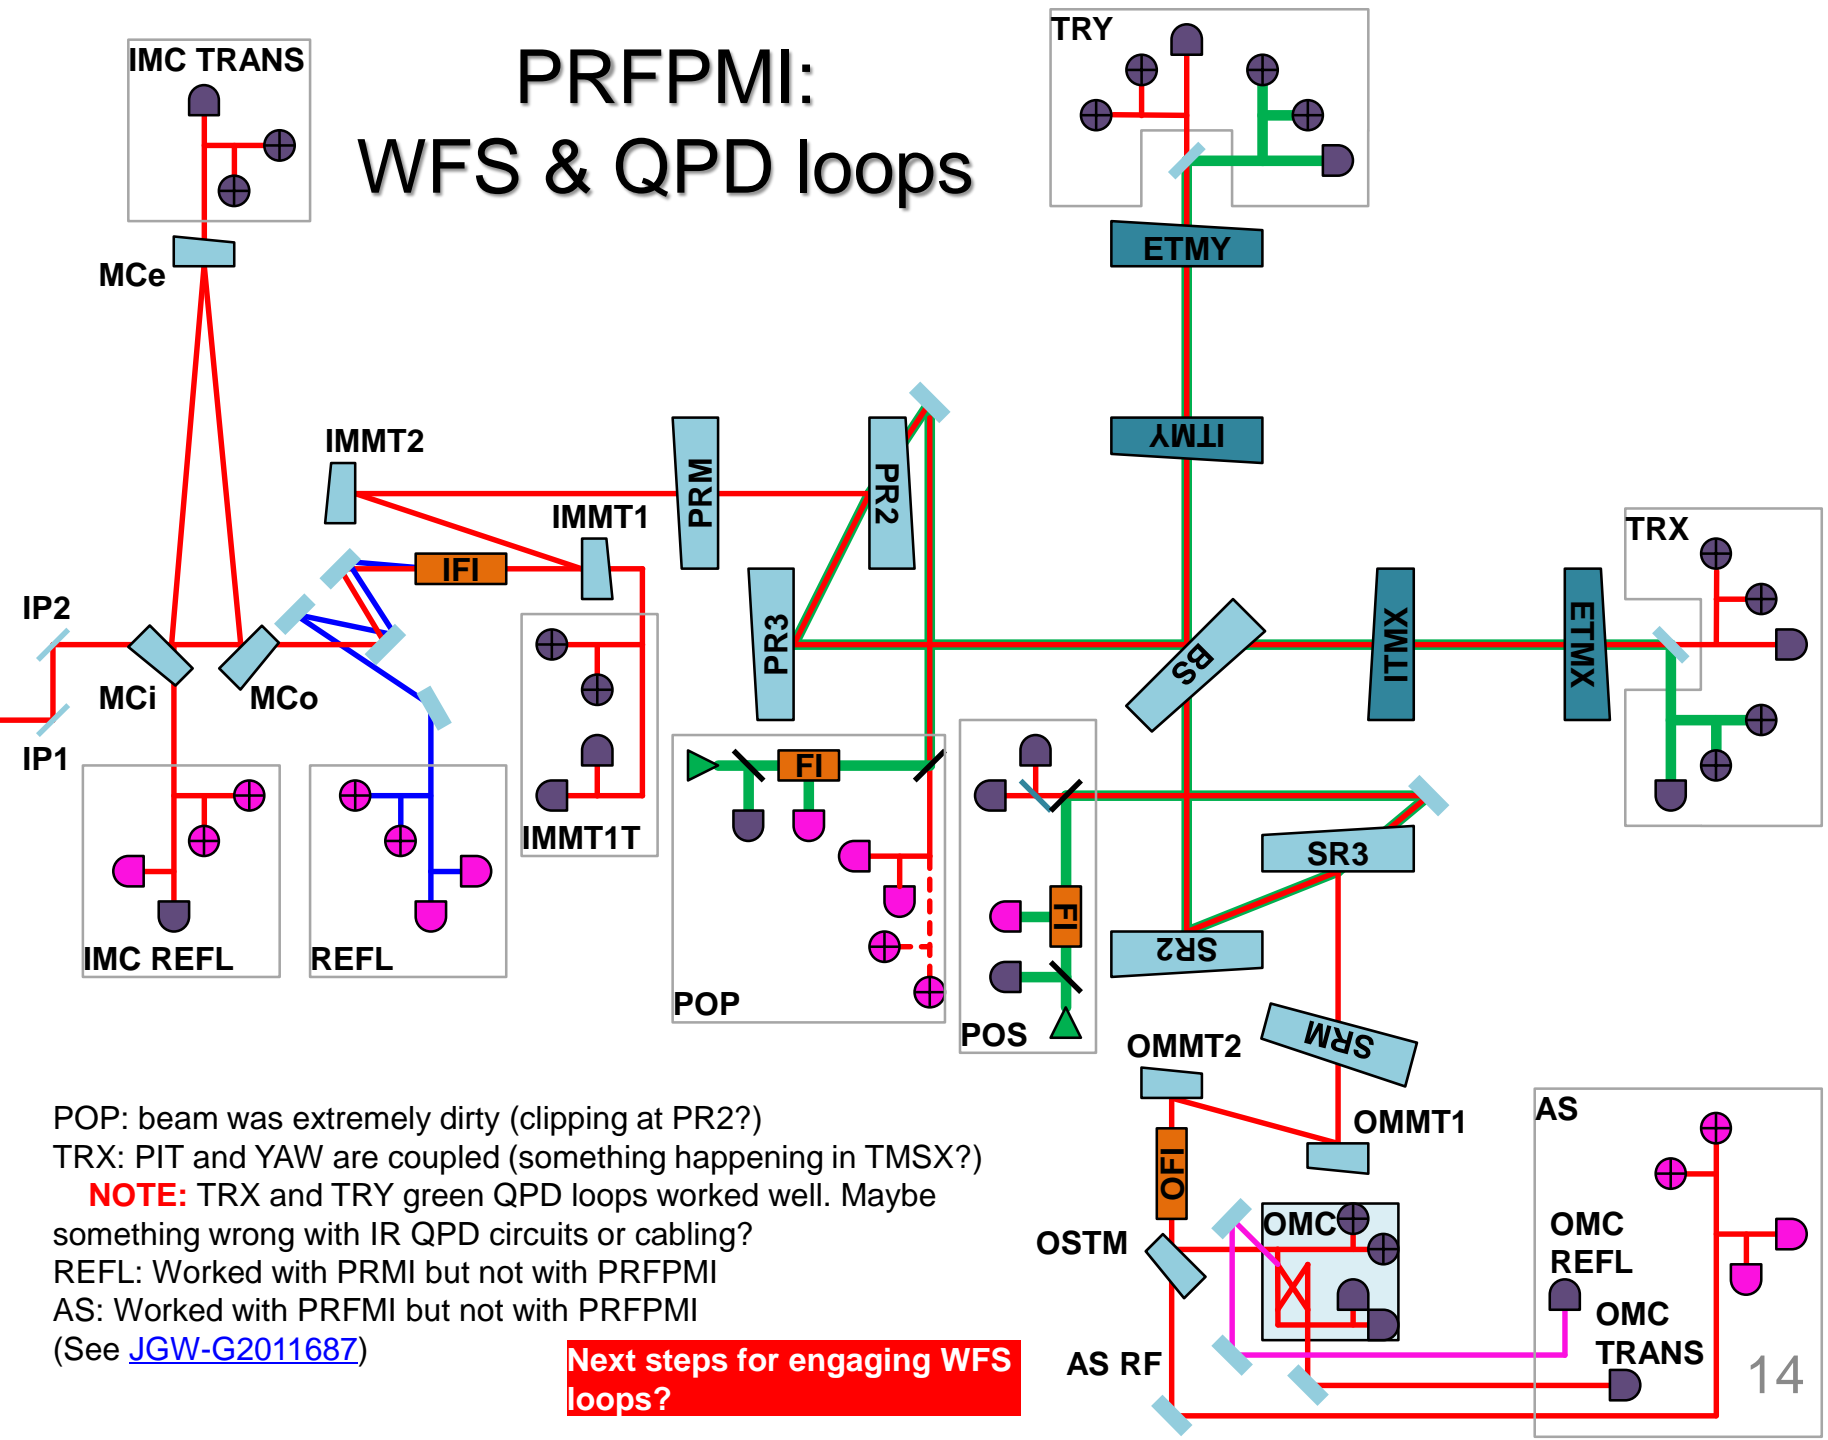 PRFPMI:
WFS & QPD loops
IMC TRANS
TRY
MCe
ETMY
IMMT2
ITMY
PRM
PR2
IMMT1
TRX
IFI
IP2
PR3
BS
ITMX
ETMX
MCi
MCo
IP1
FI
IMMT1T
SR3
FI
IMC REFL
REFL
SR2
POP
POS
SRM
OMMT2
OMMT1
AS
OFI
OMC
OSTM
OMC
REFL
OMC
TRANS
AS RF
POP: beam was extremely dirty (clipping at PR2?)
TRX: PIT and YAW are coupled (something happening in TMSX?)
NOTE: TRX and TRY green QPD loops worked well. Maybe
something wrong with IR QPD circuits or cabling?
REFL: Worked with PRMI but not with PRFPMI
AS: Worked with PRFMI but not with PRFPMI
(See JGW-G2011687)
Next steps for engaging WFS
loops?
14